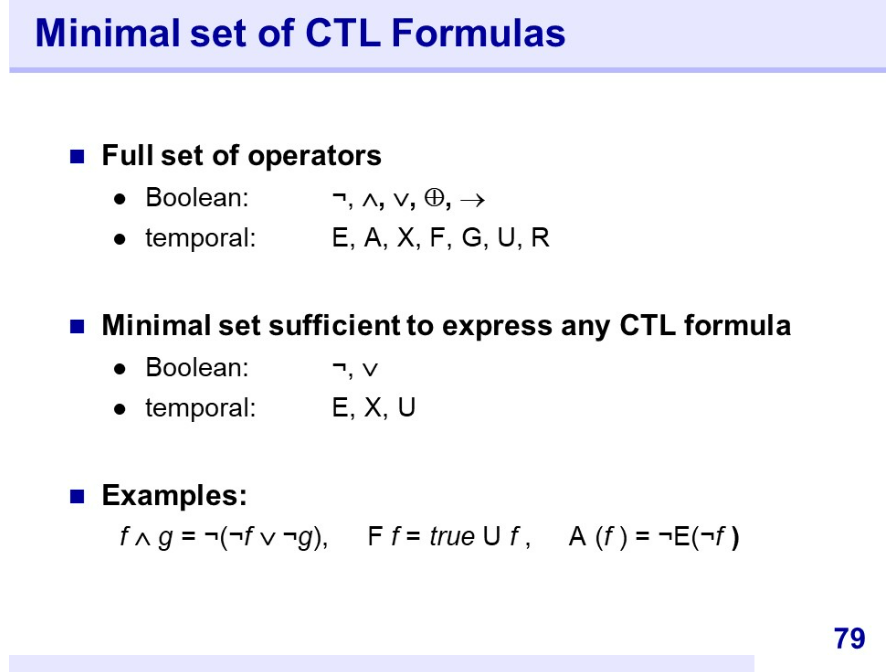 Minimal set of CTL Formulas
Full set of operators
Boolean: ¬, ∧, ∨, ⊕, →
temporal: E, A, X, F, G, U, R
Minimal set sufficient to express any CTL formula
Boolean: ¬, ∨
temporal: E, X, U
Examples:
f ∧ g = ¬(¬f ∨ ¬g), F f = true U f , A (f ) = ¬E(¬f )
79